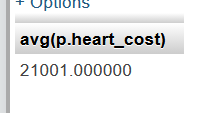 + Options
avg(p.heart_cost)
21001.000000